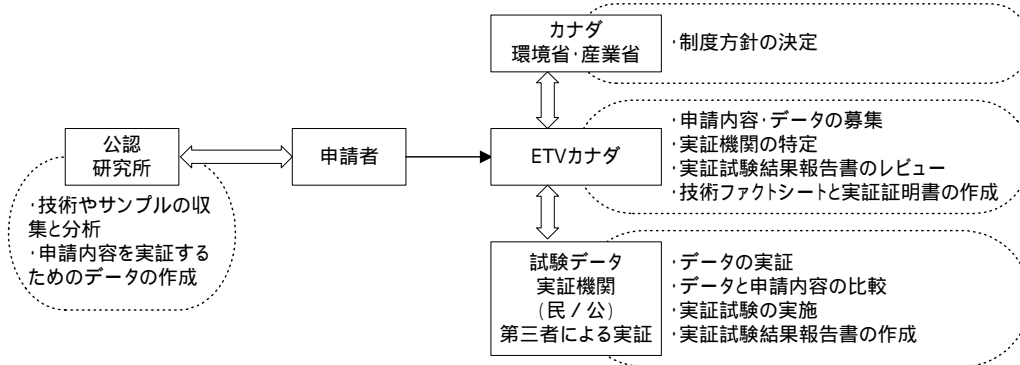 カナダ
環境省・産業省
・制度方針の決定
公認
研究所
申請者
ETVカナダ
・申請内容・データの募集
・実証機関の特定
・実証試験結果報告書のレビュー
・技術ファクトシートと実証証明書の作成
・技術やサンプルの収
集と分析
・申請内容を実証する
ためのデータの作成
試験データ
実証機関
(民/公)
第三者による実証
・データの実証
・データと申請内容の比較
・実証試験の実施
・実証試験結果報告書の作成